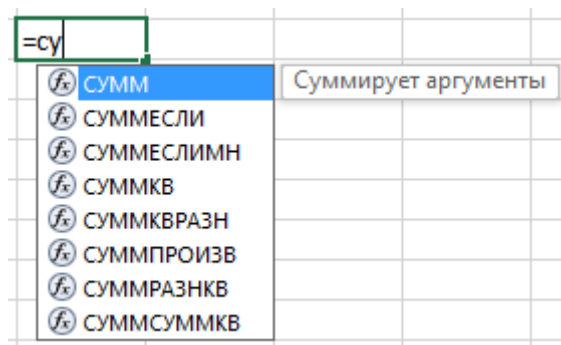 =су
СУММ
Суммирует аргументы
СУММЕСЛИ
СУММЕСЛИМН
СУММКВ
СУММКВРАЗН
СУММПРОИЗВ
СУММРАЗНКВ
СУММСУММКВ